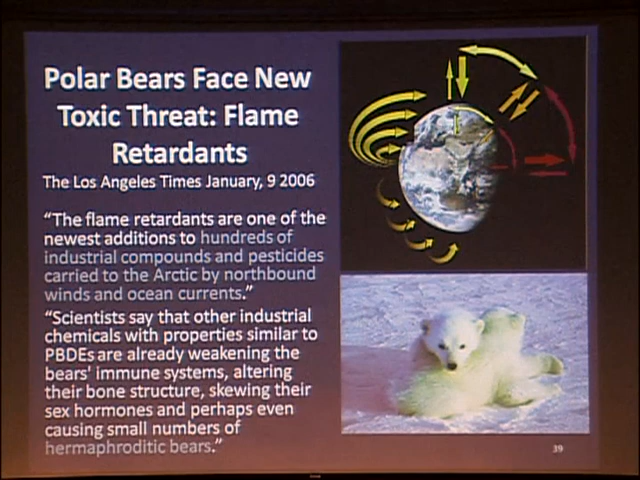 Polar Bears Face New
Toxic Threat: Flame
Retardants
The Los Angeles Times January, 9 2006
“The flame retardants are one of the
newest additions to hundreds of
industrial compounds and pesticides
carried to the Arctic by northbound
winds and ocean currents.”
“Scientists say that other industrial
chemicals with properties similar to
PBDEs are already weakening the
bears' immune systems, altering
their bone structure, skewing their
sex hormones and perhaps even
causing small numbers of
hermaphroditic bears.”
39